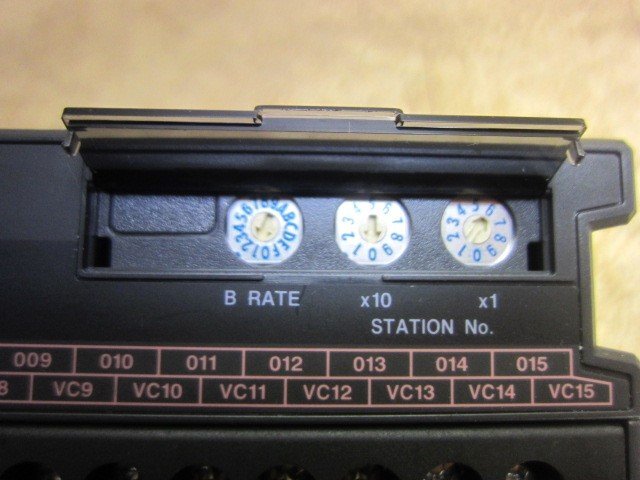 B RATE
x10
x1
STATION No.
009 010 011 012 013 014 015
8 VC9 VC10 VC11 VC12 VC13 VC14 VC15